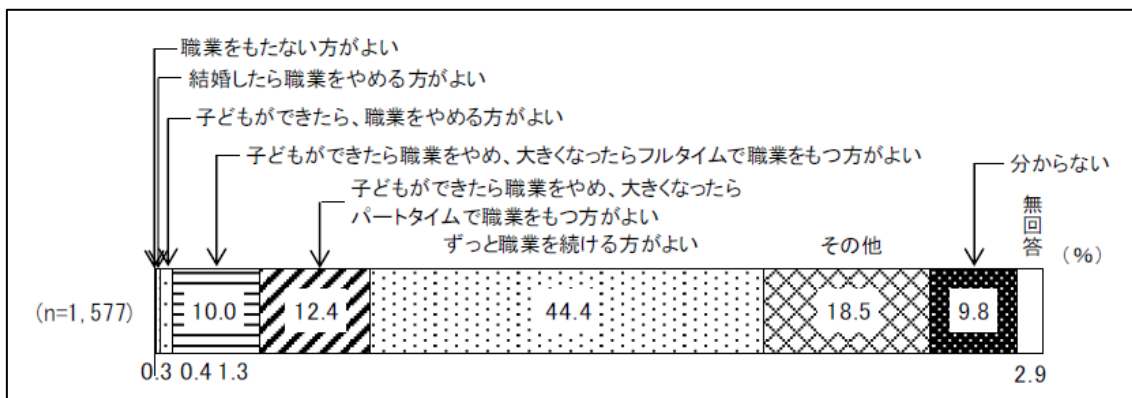 職業をもたない方がよい
結婚したら職業をやめる方がよい
子どもができたら、職業をやめる方がよい
子どもができたら職業をやめ、大きくなったらフルタイムで職業をもつ方がよい
分からない
子どもができたら職業をやめ、大きくなったら
パートタイムで職業をもつ方がよい
ずっと職業を続ける方がよい
その他
無回答
(%)
(n=1,577)
10.0
12.4
44.4
18.5
9.8
0.3
0.4
1.3
2.9